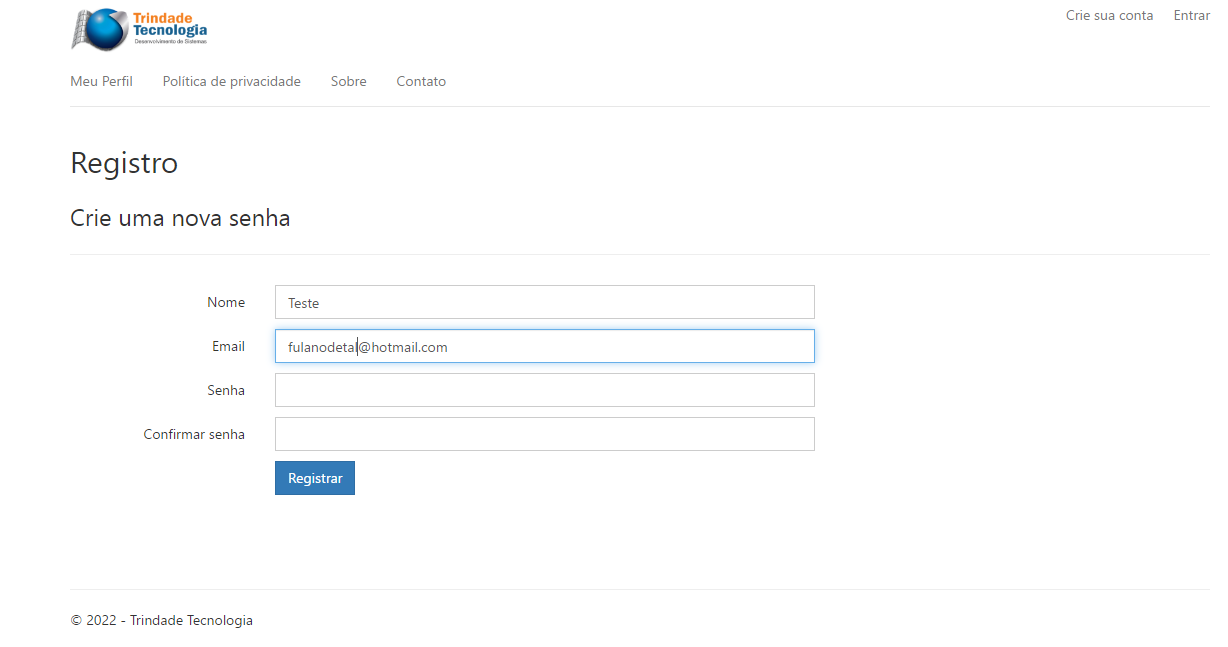 Trindade
Tecnologia
Desenvolvimento de Sistemas
Crie sua conta Entrar
Meu Perfil Política de privacidade Sobre Contato
Registro
Crie uma nova senha
Nome Teste
Email fulanodetal@hotmail.com
Senha
Confirmar senha
Registrar
© 2022 - Trindade Tecnologia